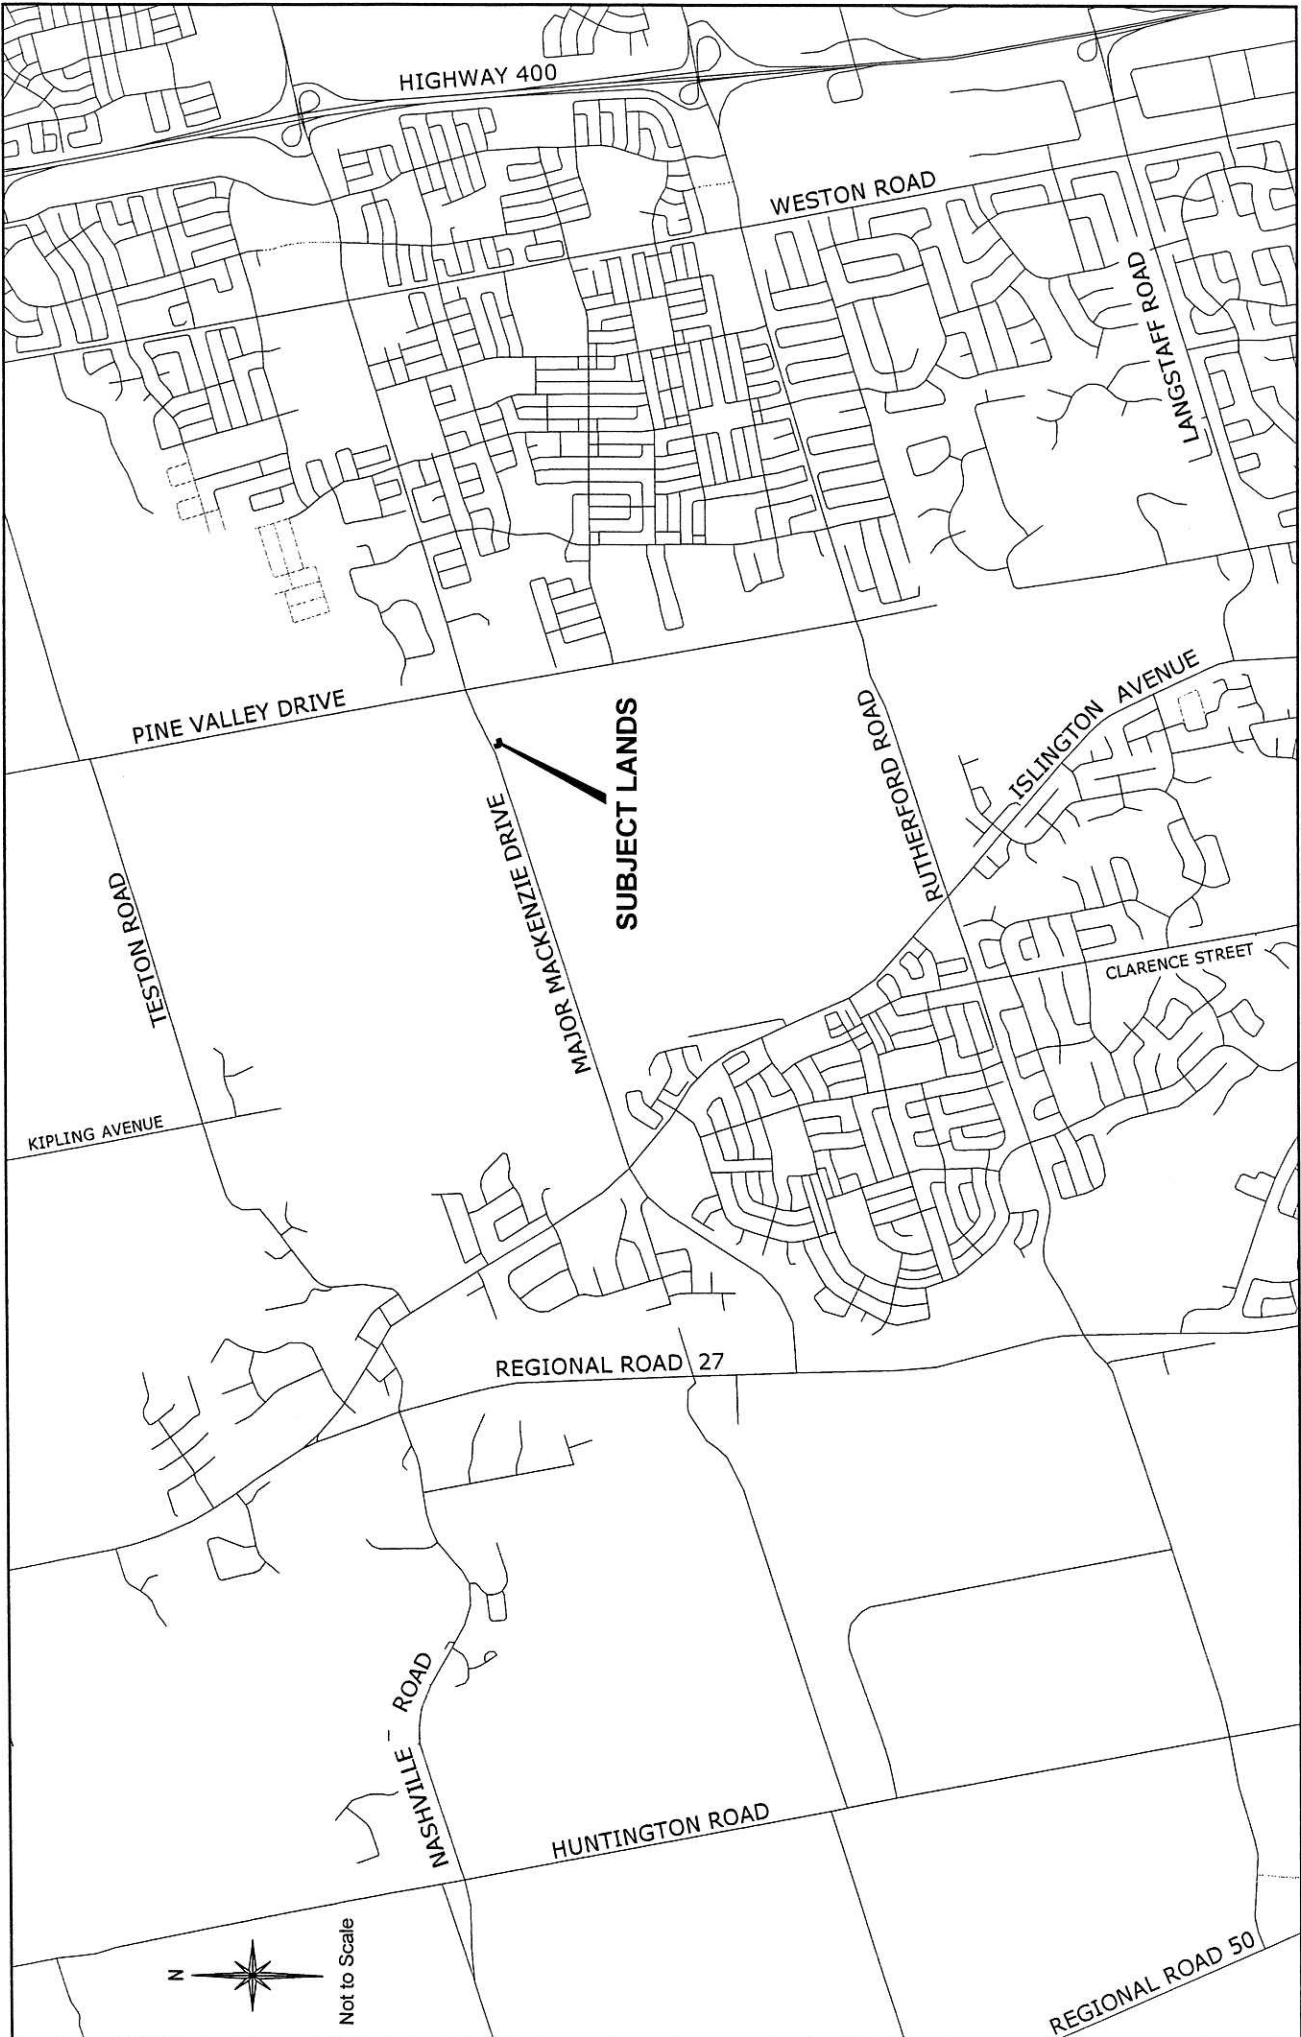 HIGHWAY 400
WESTON ROAD
LANGSTAFF ROAD
PINE VALLEY DRIVE
SUBJECT LANDS
RUTHERFORD ROAD
ISLINGTON AVENUE
MAJOR MACKENZIE DRIVE
TESTON ROAD
CLARENCE STREET
KIPLING AVENUE
REGIONAL ROAD 27
NASHVILLE ROAD
HUNTINGTON ROAD
N
Not to Scale
REGIONAL ROAD 50